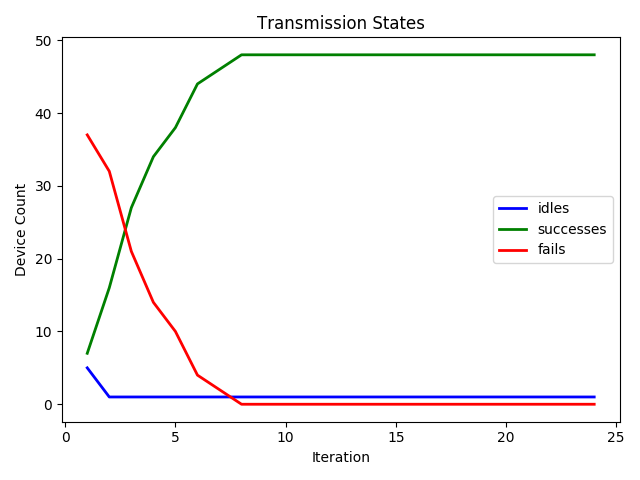 Transmission States
Device Count
50
40
30
20
10
0
0 5 10 15 20 25
Iteration
idles
successes
fails